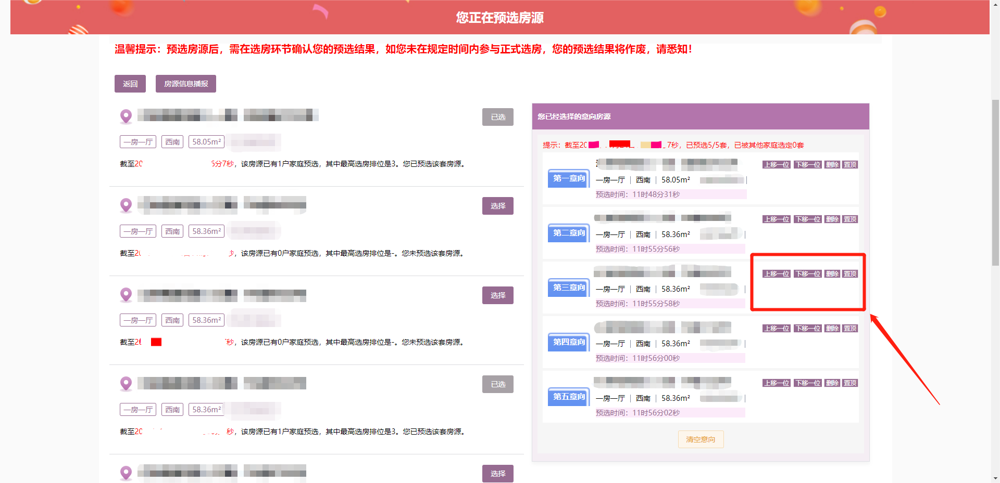 您正在预选房源
温馨提示：预选房源后，需在选房环节确认您的预选结果，如您未在规定时间内参与正式选房，您的预选结果将作废，请悉知！
返回 房源信息播报
已选
一房一厅 西南 58.05m²
截至20 6分7秒，该房源已有1户家庭预选，其中最高选房排位是3。您已预选该套房源。
选择
一房一厅 西南 58.36m²
截至2 秒，该房源已有0户家庭预选，其中最高选房排位是-。您未预选该套房源。
选择
一房一厅 西南 58.36m²
截至2 秒，该房源已有0户家庭预选，其中最高选房排位是-。您未预选该套房源。
已选
一房一厅 西南 58.36m²
截至20 秒，该房源已有1户家庭预选，其中最高选房排位是3。您已预选该套房源。
选择
您已经选择的意向房源
提示：截至20 7秒，已预选5/5套，已被其他家庭选定0套
上移一位 下移一位 删除 置顶
第一意向 一房一厅 | 西南 | 58.05m² |
预选时间：11时48分31秒
上移一位 下移一位 删除 置顶
第二意向 一房一厅 | 西南 | 58.36m² |
预选时间：11时55分56秒
上移一位 下移一位 删除 置顶
第三意向 一房一厅 | 西南 | 58.36m² |
预选时间：11时55分58秒
上移一位 下移一位 删除 置顶
第四意向 一房一厅 | 西南 | 58.36m² |
预选时间：11时56分00秒
上移一位 下移一位 删除 置顶
第五意向 一房一厅 | 西南 | 58.36m² |
预选时间：11时56分02秒
清空意向